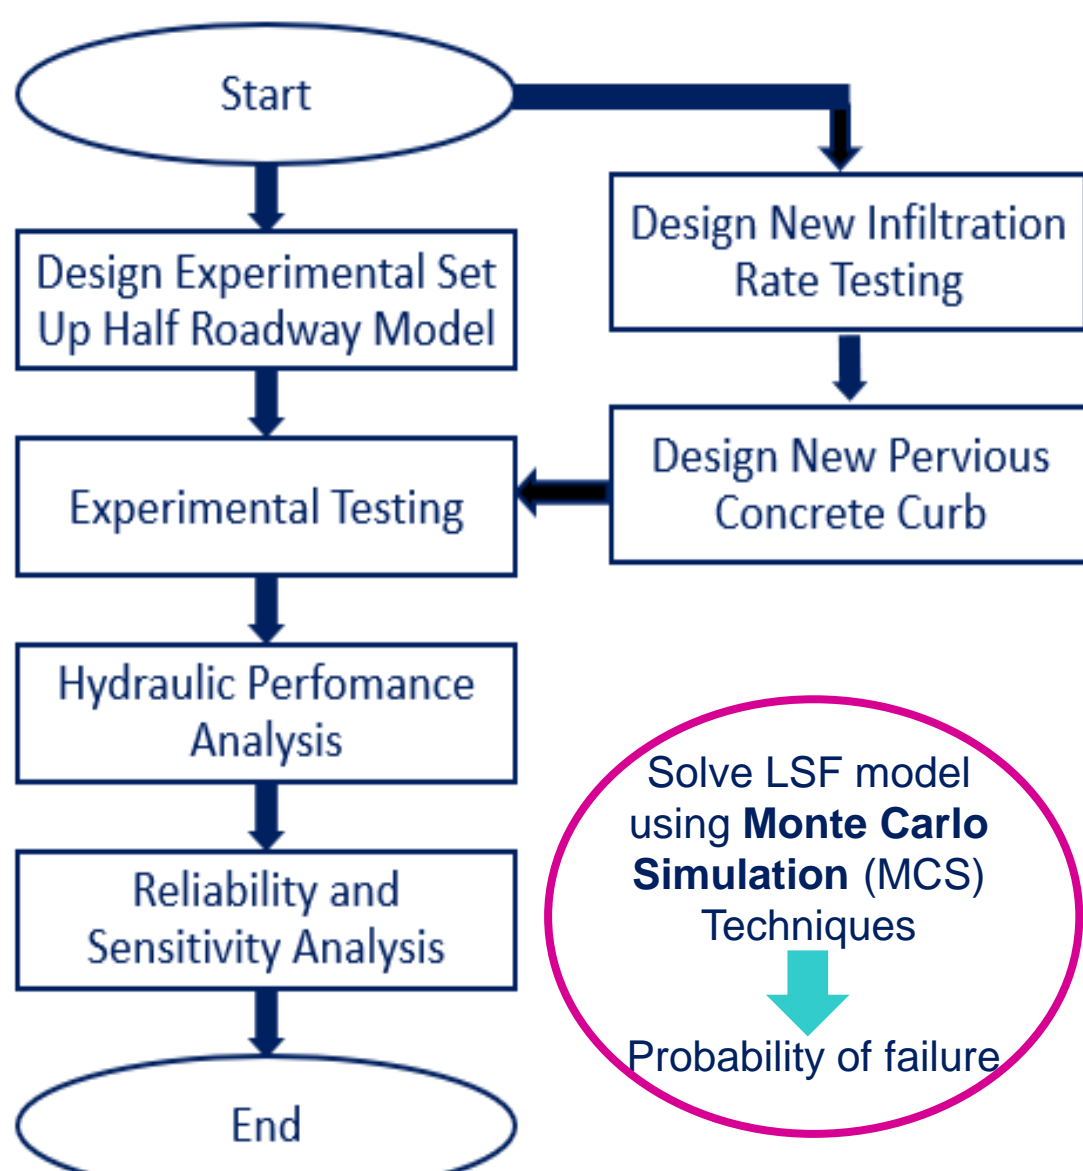 Start
Design Experimental Set
Up Half Roadway Model
Design New Infiltration
Rate Testing
Design New Pervious
Concrete Curb
Experimental Testing
Hydraulic Perfomance
Analysis
Reliability and
Sensitivity Analysis
End
Solve LSF model
using Monte Carlo
Simulation (MCS)
Techniques
Probability of failure